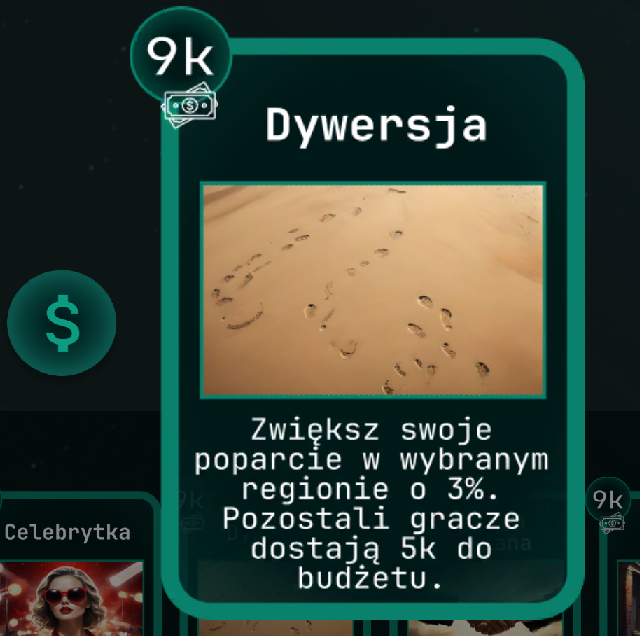 9k
Dywersja
$
Zwiększ swoje
poparcie w wybranym
regionie o 3%.
Pozostali gracze
dostają 5k do
budżetu.
Celebrytka
9k
9k